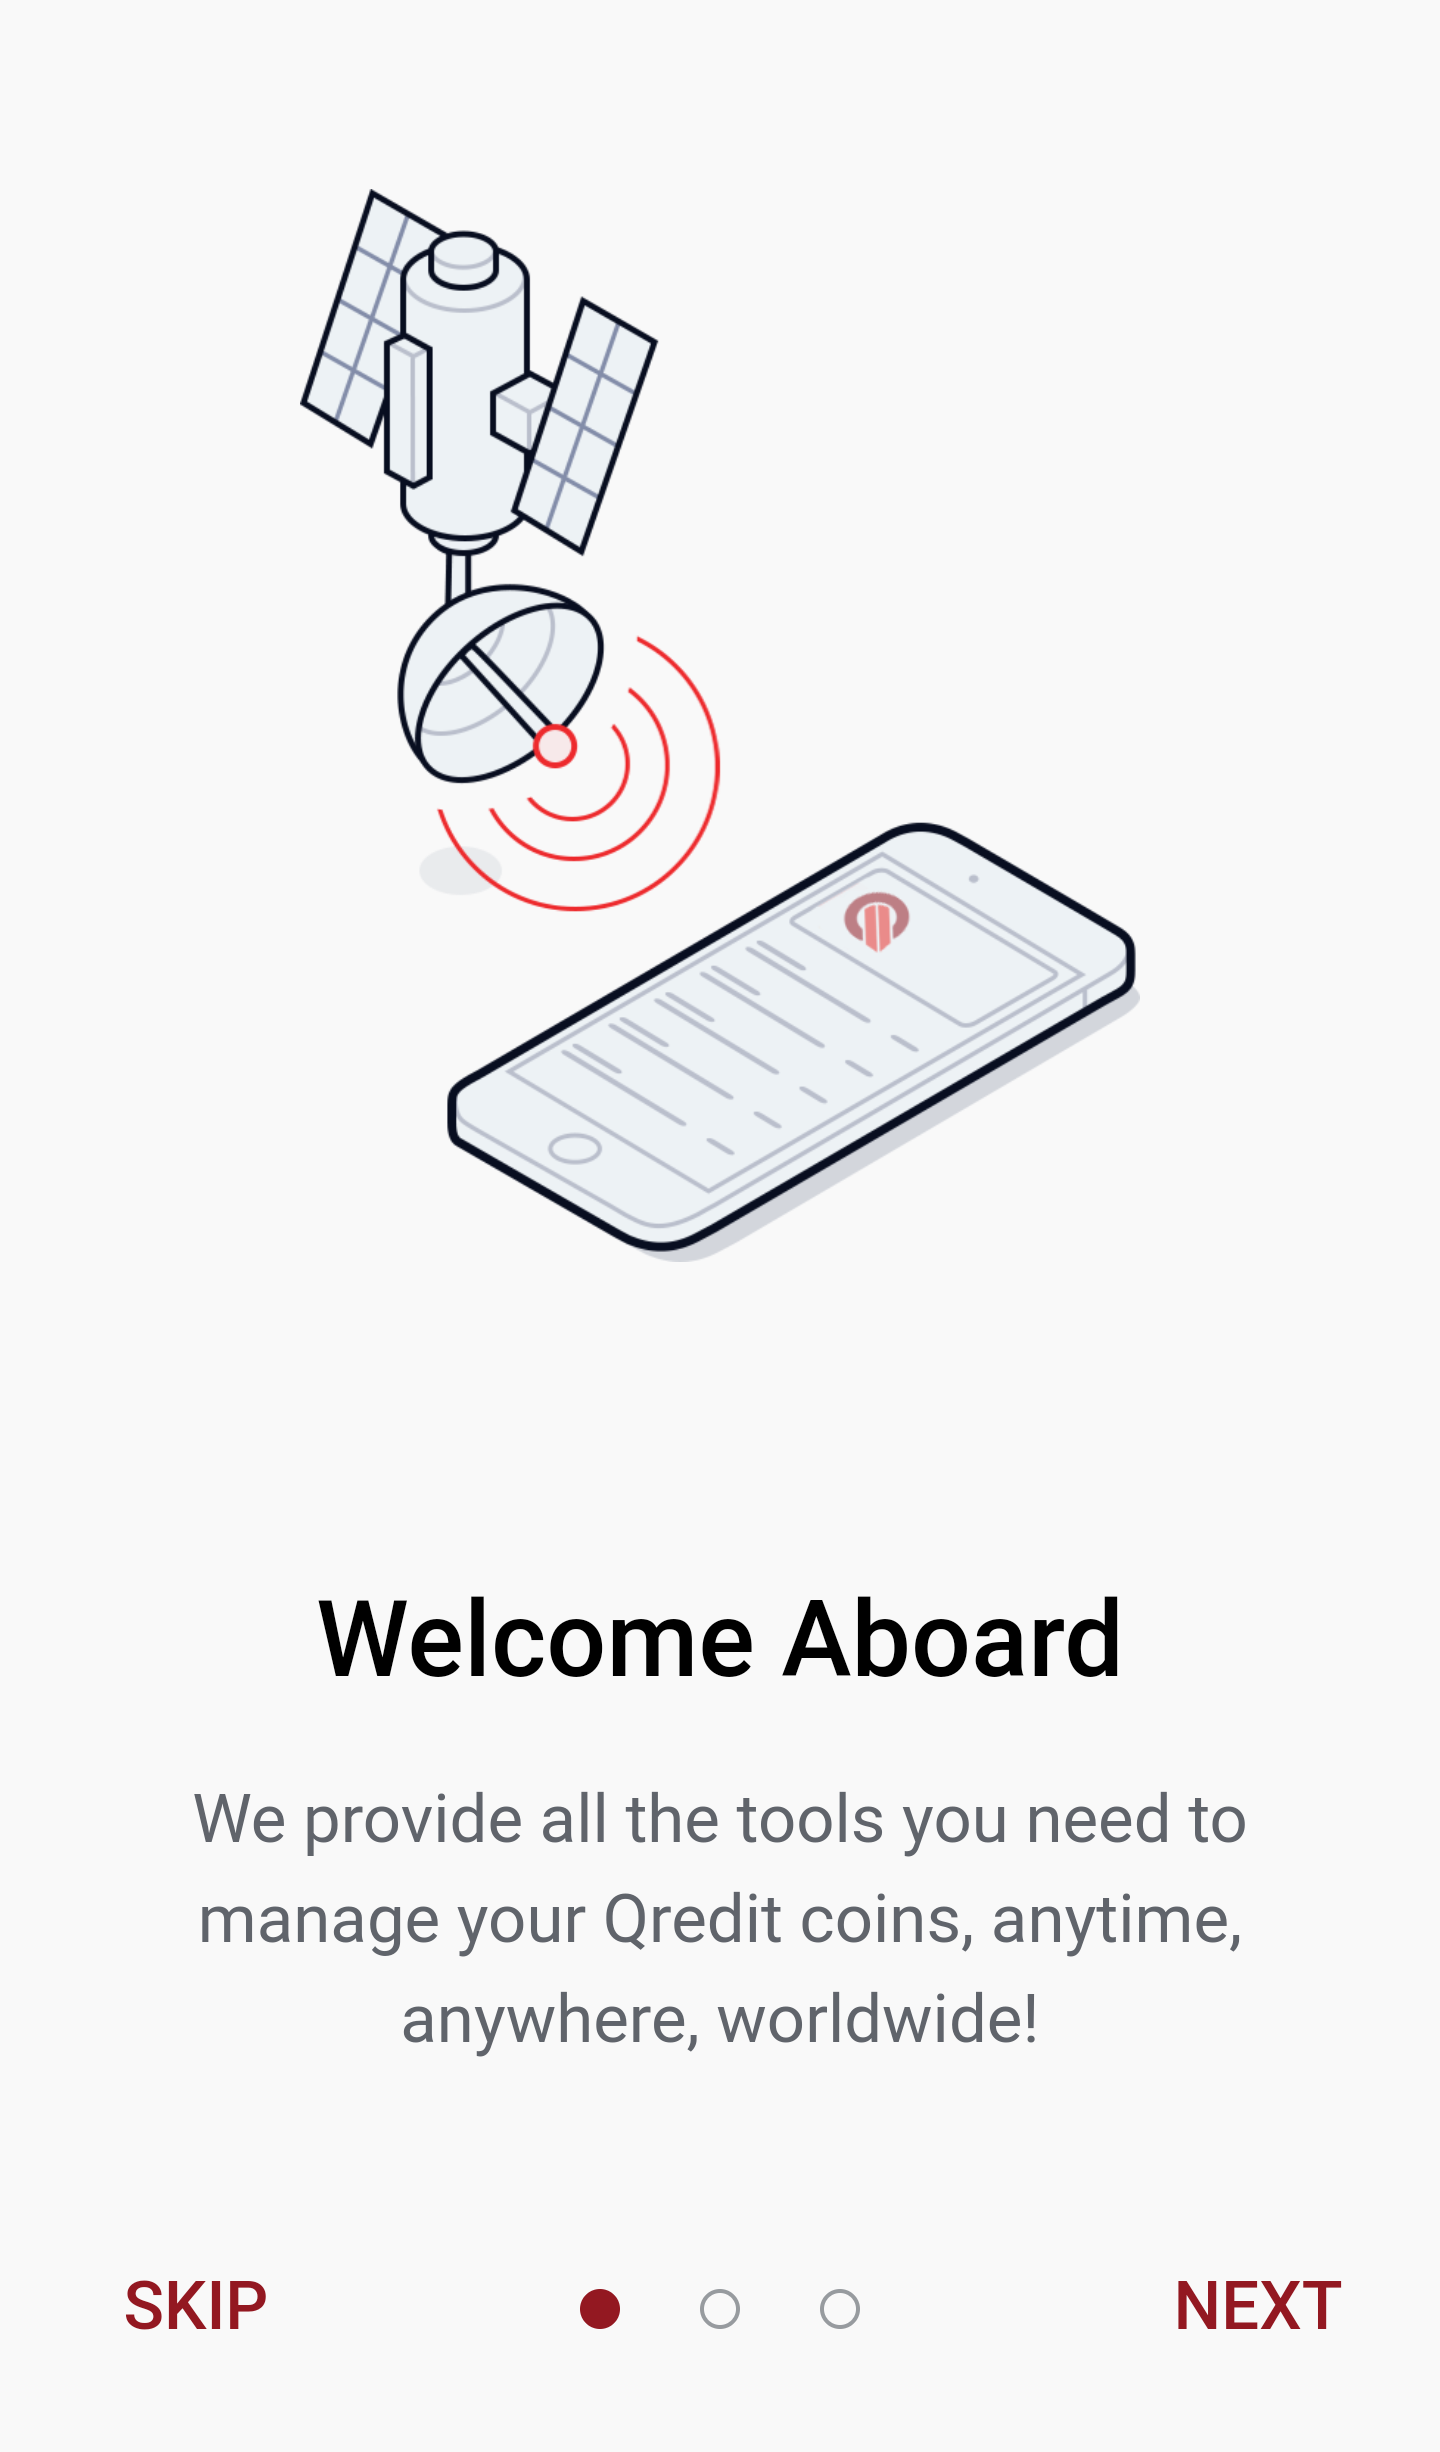 Welcome Aboard
We provide all the tools you need to
manage your Qredit coins, anytime,
anywhere, worldwide!
SKIP
NEXT